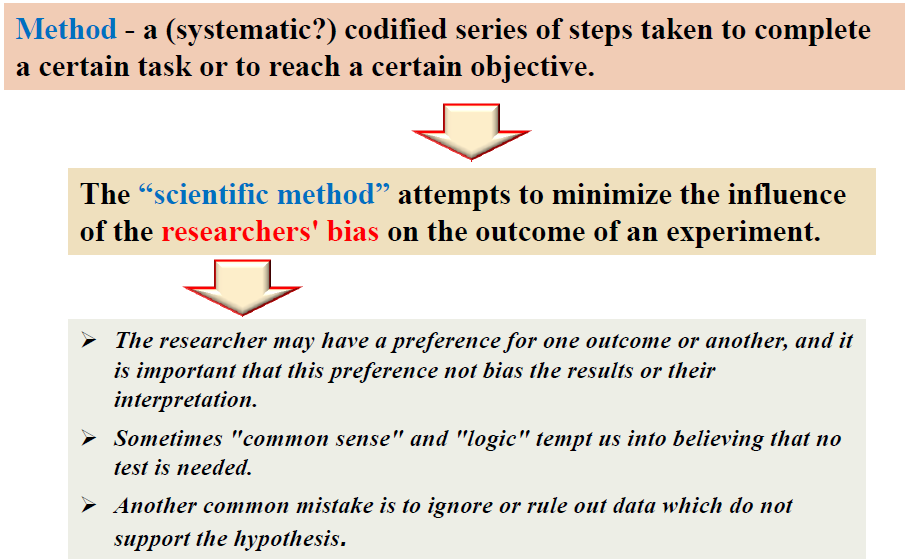 Method - a (systematic?) codified series of steps taken to complete
a certain task or to reach a certain objective.
The “scientific method” attempts to minimize the influence
of the researchers' bias on the outcome of an experiment.
➢ The researcher may have a preference for one outcome or another, and it
is important that this preference not bias the results or their
interpretation.
➢ Sometimes "common sense" and "logic" tempt us into believing that no
test is needed.
➢ Another common mistake is to ignore or rule out data which do not
support the hypothesis.